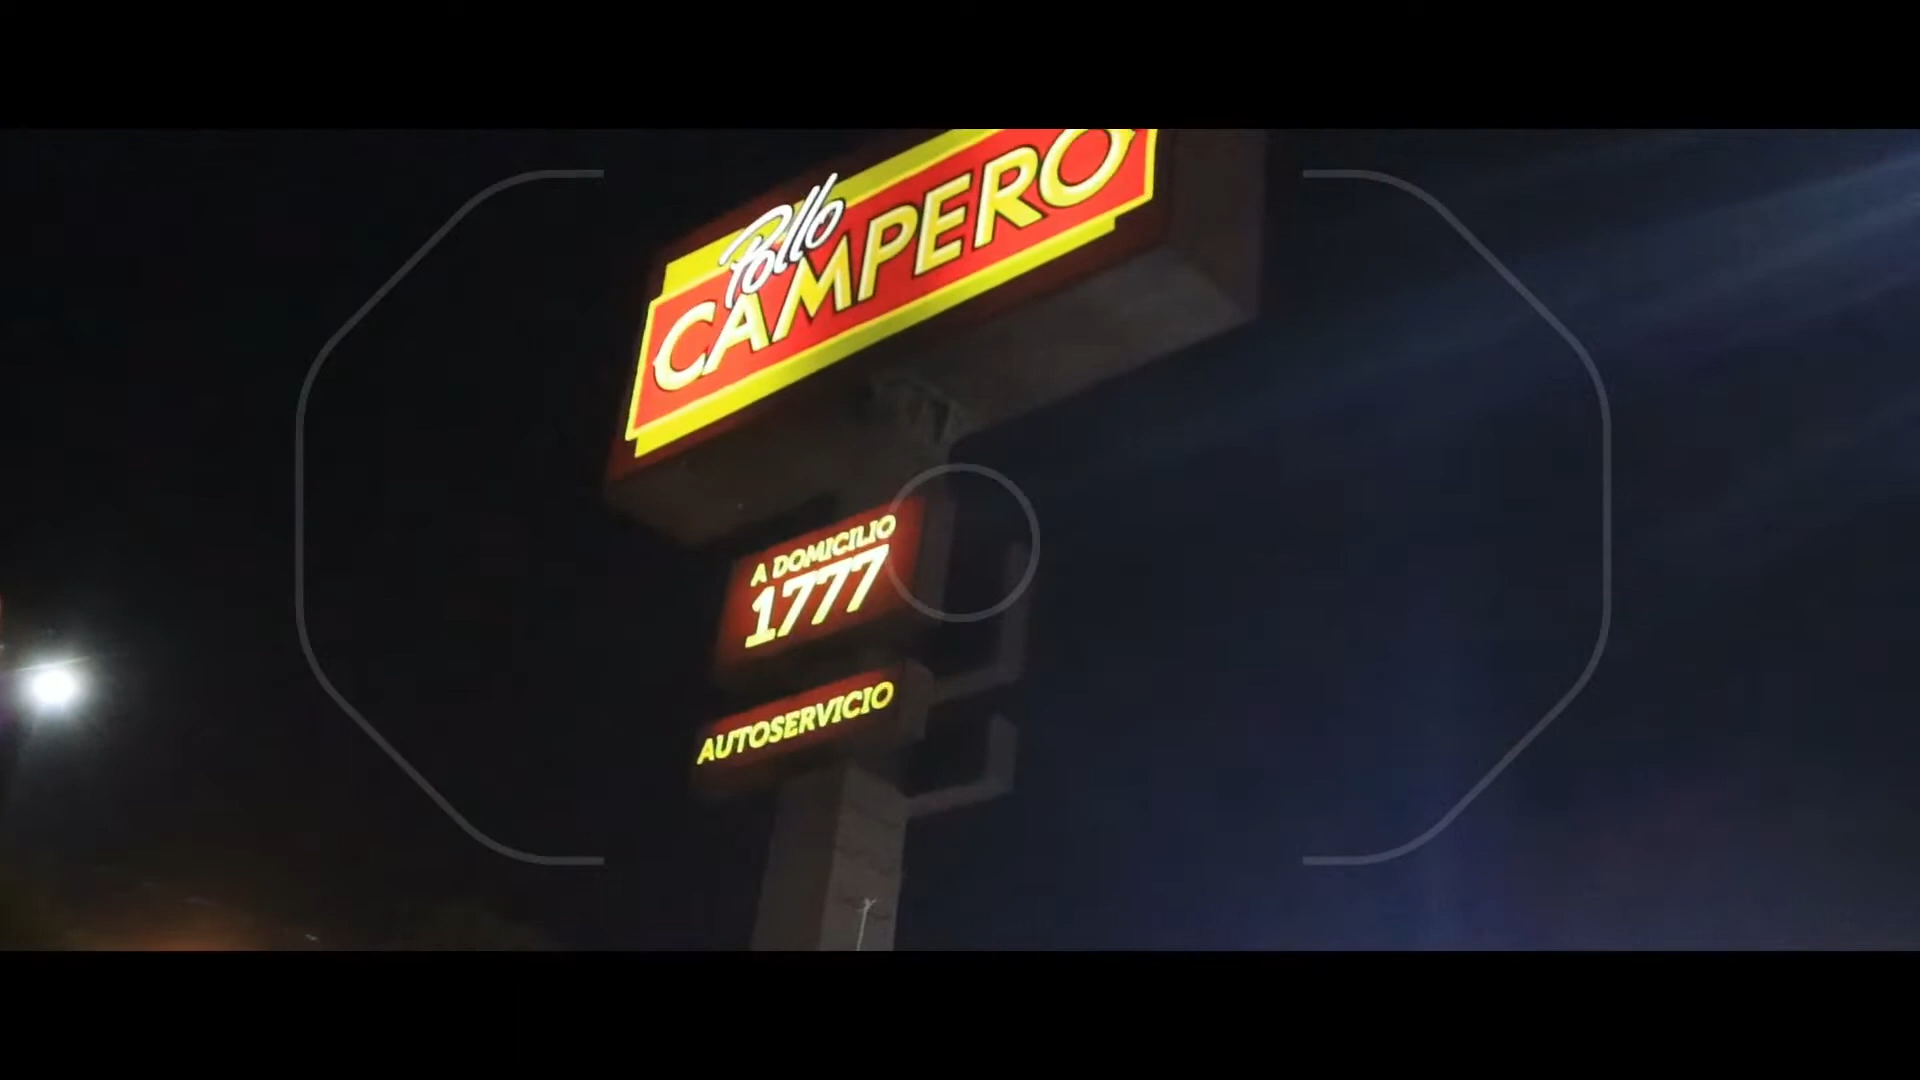 Pollo
CAMPERO
A DOMICILIO
1777
AUTOSERVICIO